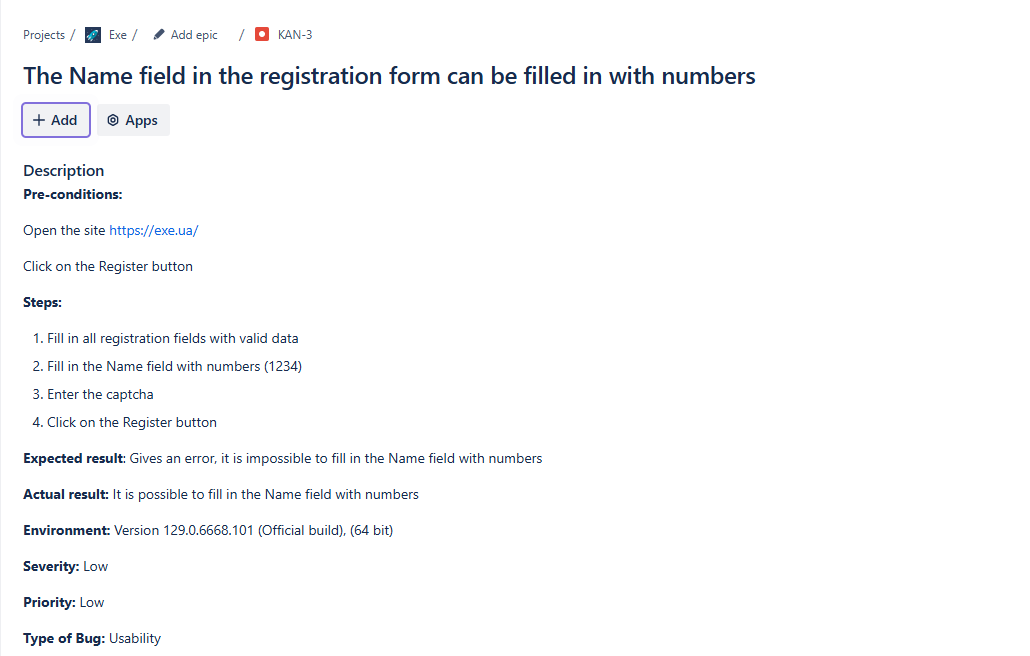 Projects / Exe / Add epic / KAN-3
The Name field in the registration form can be filled in with numbers
+ Add Apps
Description
Pre-conditions:
Open the site https://exe.ua/
Click on the Register button
Steps:
1. Fill in all registration fields with valid data
2. Fill in the Name field with numbers (1234)
3. Enter the captcha
4. Click on the Register button
Expected result: Gives an error, it is impossible to fill in the Name field with numbers
Actual result: It is possible to fill in the Name field with numbers
Environment: Version 129.0.6668.101 (Official build), (64 bit)
Severity: Low
Priority: Low
Type of Bug: Usability